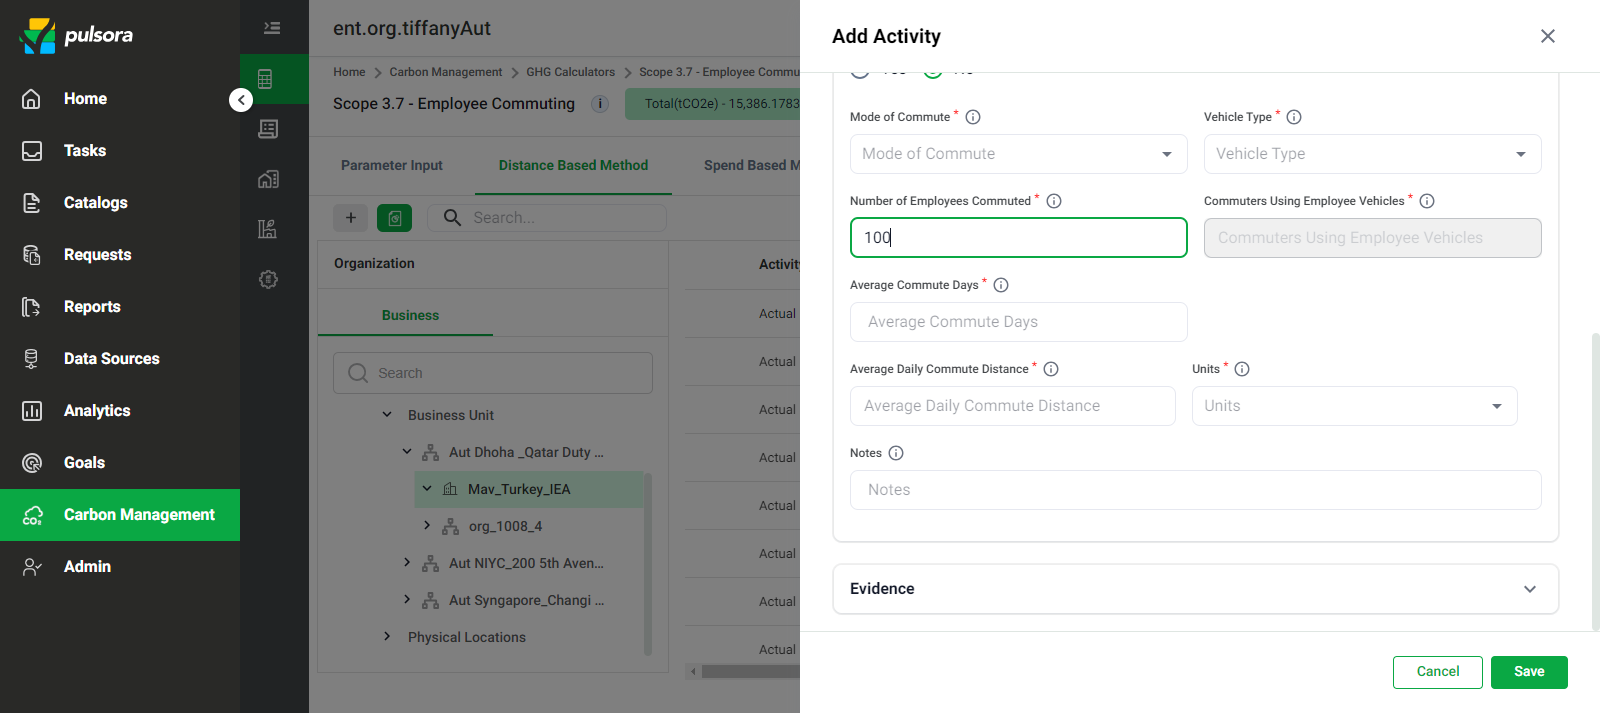 pulsora
Home
Tasks
Catalogs
Requests
Reports
Data Sources
Analytics
Goals
Carbon Management
Admin
ent.org.tiffanyAut
Home > Carbon Management > GHG Calculators > Scope 3.7 - Employee Commu
Scope 3.7 - Employee Commuting
Total(tCO2e) - 15,386.1783
Parameter Input
Distance Based Method
Spend Based M
Search...
Organization
Business
Search
Business Unit
Aut Dhoha _Qatar Duty ...
Mav_Turkey_IEA
org_1008_4
Aut NIYC_200 5th Aven...
Aut Syngapore_Changi ...
Physical Locations
Activity
Actual
Actual
Actual
Actual
Actual
Actual
Actual
Actual
Add Activity
Mode of Commute *
Mode of Commute
Vehicle Type *
Vehicle Type
Number of Employees Commuted *
100
Commuters Using Employee Vehicles *
Commuters Using Employee Vehicles
Average Commute Days *
Average Commute Days
Average Daily Commute Distance *
Average Daily Commute Distance
Units *
Units
Notes
Notes
Evidence
Cancel
Save